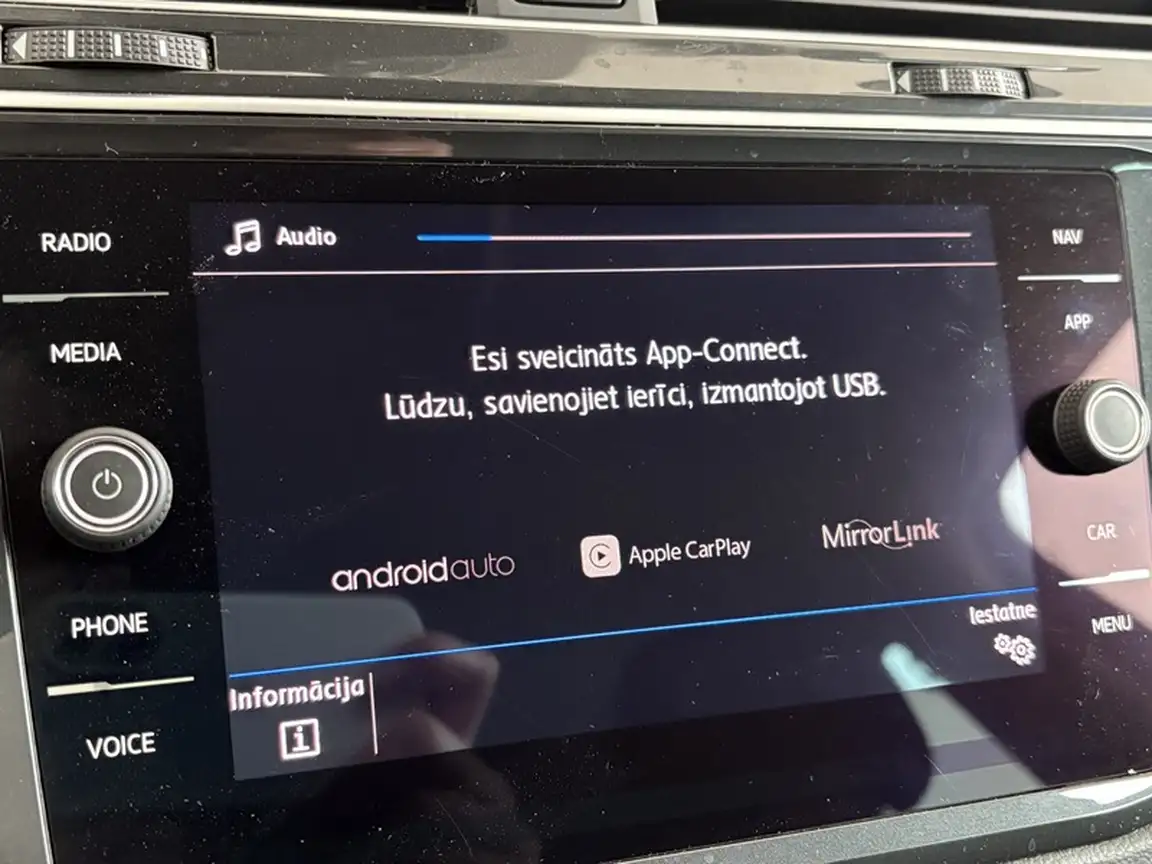 RADIO
MEDIA
PHONE
VOICE
Audio
Esi sveicināts App-Connect.
Lūdzu, savienojiet ierīci, izmantojot USB.
androidauto
Apple CarPlay
MirrorLink
Informācija
i
Iestatne
NAV
APP
CAR
MENU